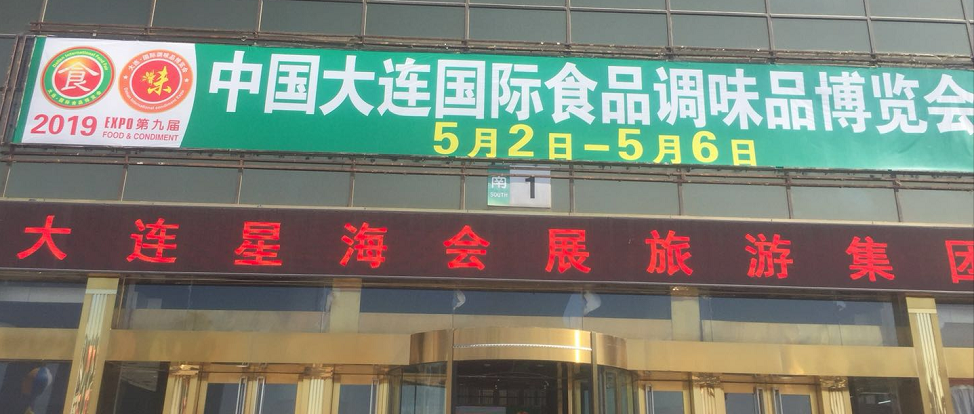 中国大连国际食品调味品博览会
5月2日-5月6日
食
味
2019 EXPO 第九届
FOOD & CONDIMENT
南 1
SOUTH
大连星海会展旅游集团